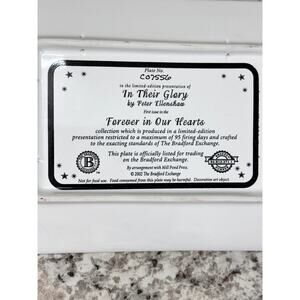 Plate No.
C07556
in the limited-edition presentation of
In Their Glory
by Peter Ellenshaw
First issue in the
Forever in Our Hearts
collection which is produced in a limited-edition
presentation restricted to a maximum of 95 firing days and crafted
to the exacting standards of The Bradford Exchange.
This plate is officially listed for trading
on the Bradford Exchange.
By arrangement with Mill Pond Press.
© 2002 The Bradford Exchange
Not for food use. Food consumed from this plate may be harmful. Decorative art object.
B